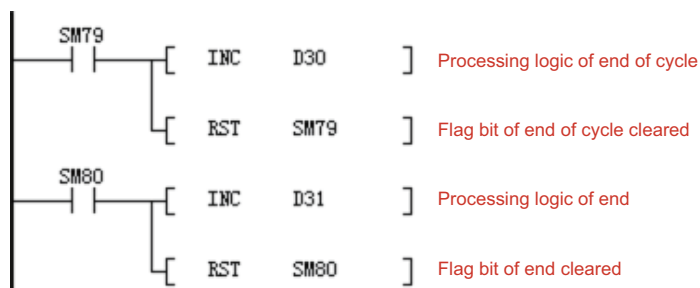 SM79
[ INC D30 ] Processing logic of end of cycle
[ RST SM79 ] Flag bit of end of cycle cleared
SM80
[ INC D31 ] Processing logic of end
[ RST SM80 ] Flag bit of end cleared